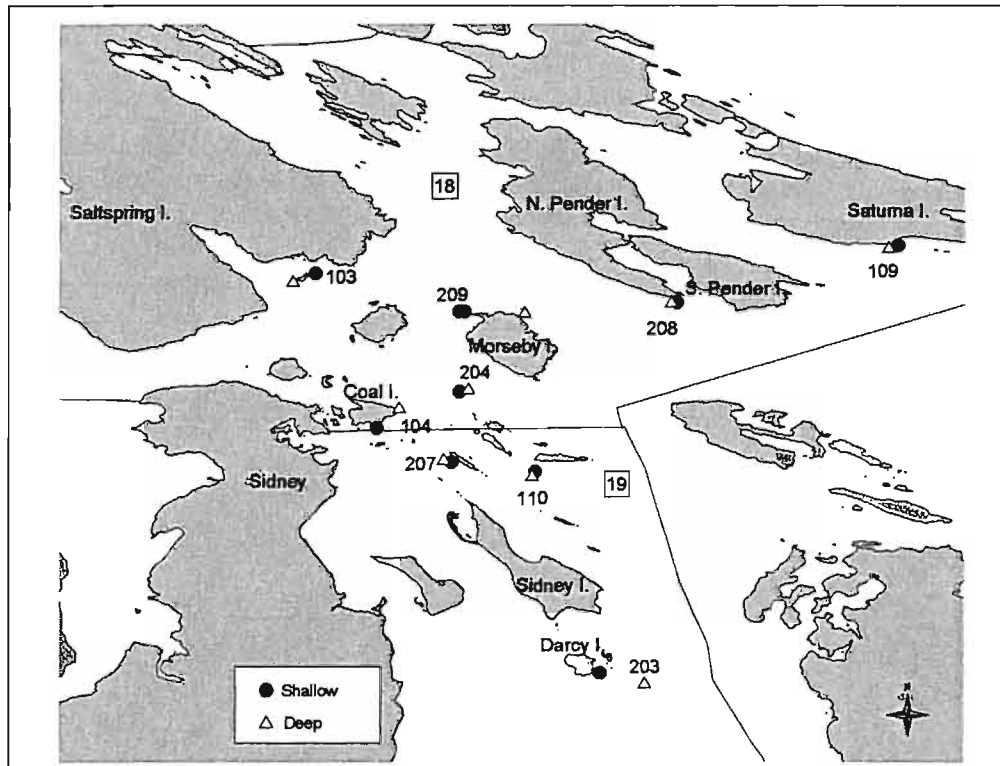 18
Saltspring I.
N. Pender I.
Saturna I.
103
109
S. Pender I.
209
208
Morseby I.
204
Coal I.
104
207
Sidney
19
110
Sidney I.
Darcy I.
203
Shallow
Deep
N